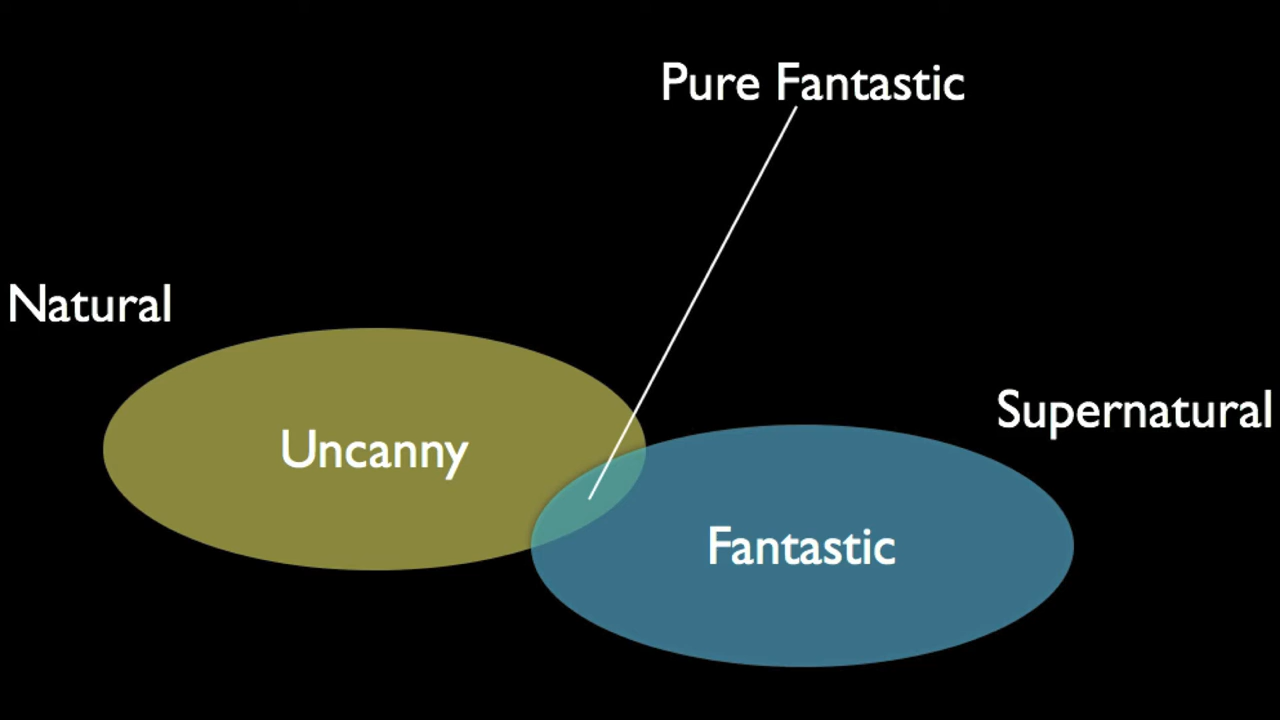 Pure Fantastic
Natural
Supernatural
Uncanny
Fantastic